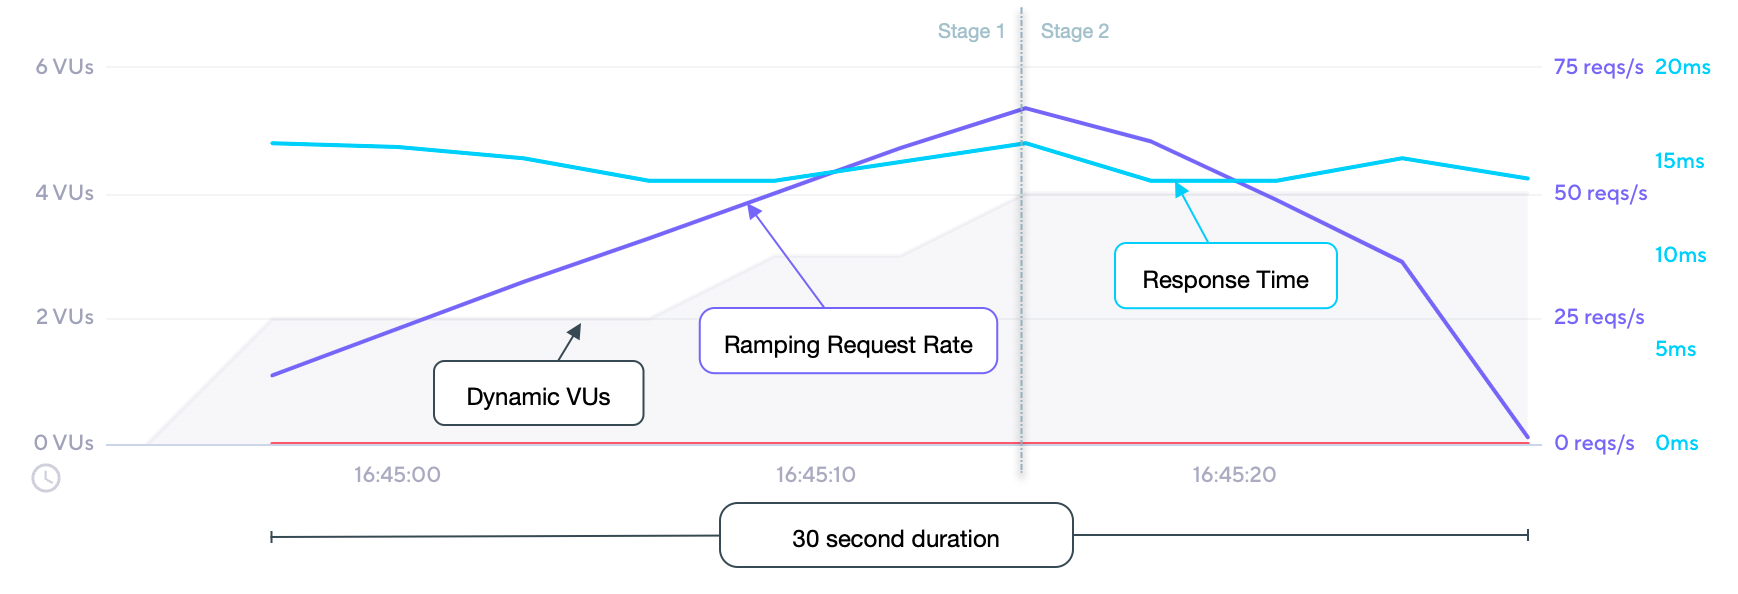 Stage 1
Stage 2
6 VUs
75 reqs/s
20ms
15ms
4 VUs
50 reqs/s
10ms
Response Time
2 VUs
25 reqs/s
Ramping Request Rate
5ms
Dynamic VUs
0 VUs
0 reqs/s
0ms
16:45:00
16:45:10
16:45:20
30 second duration